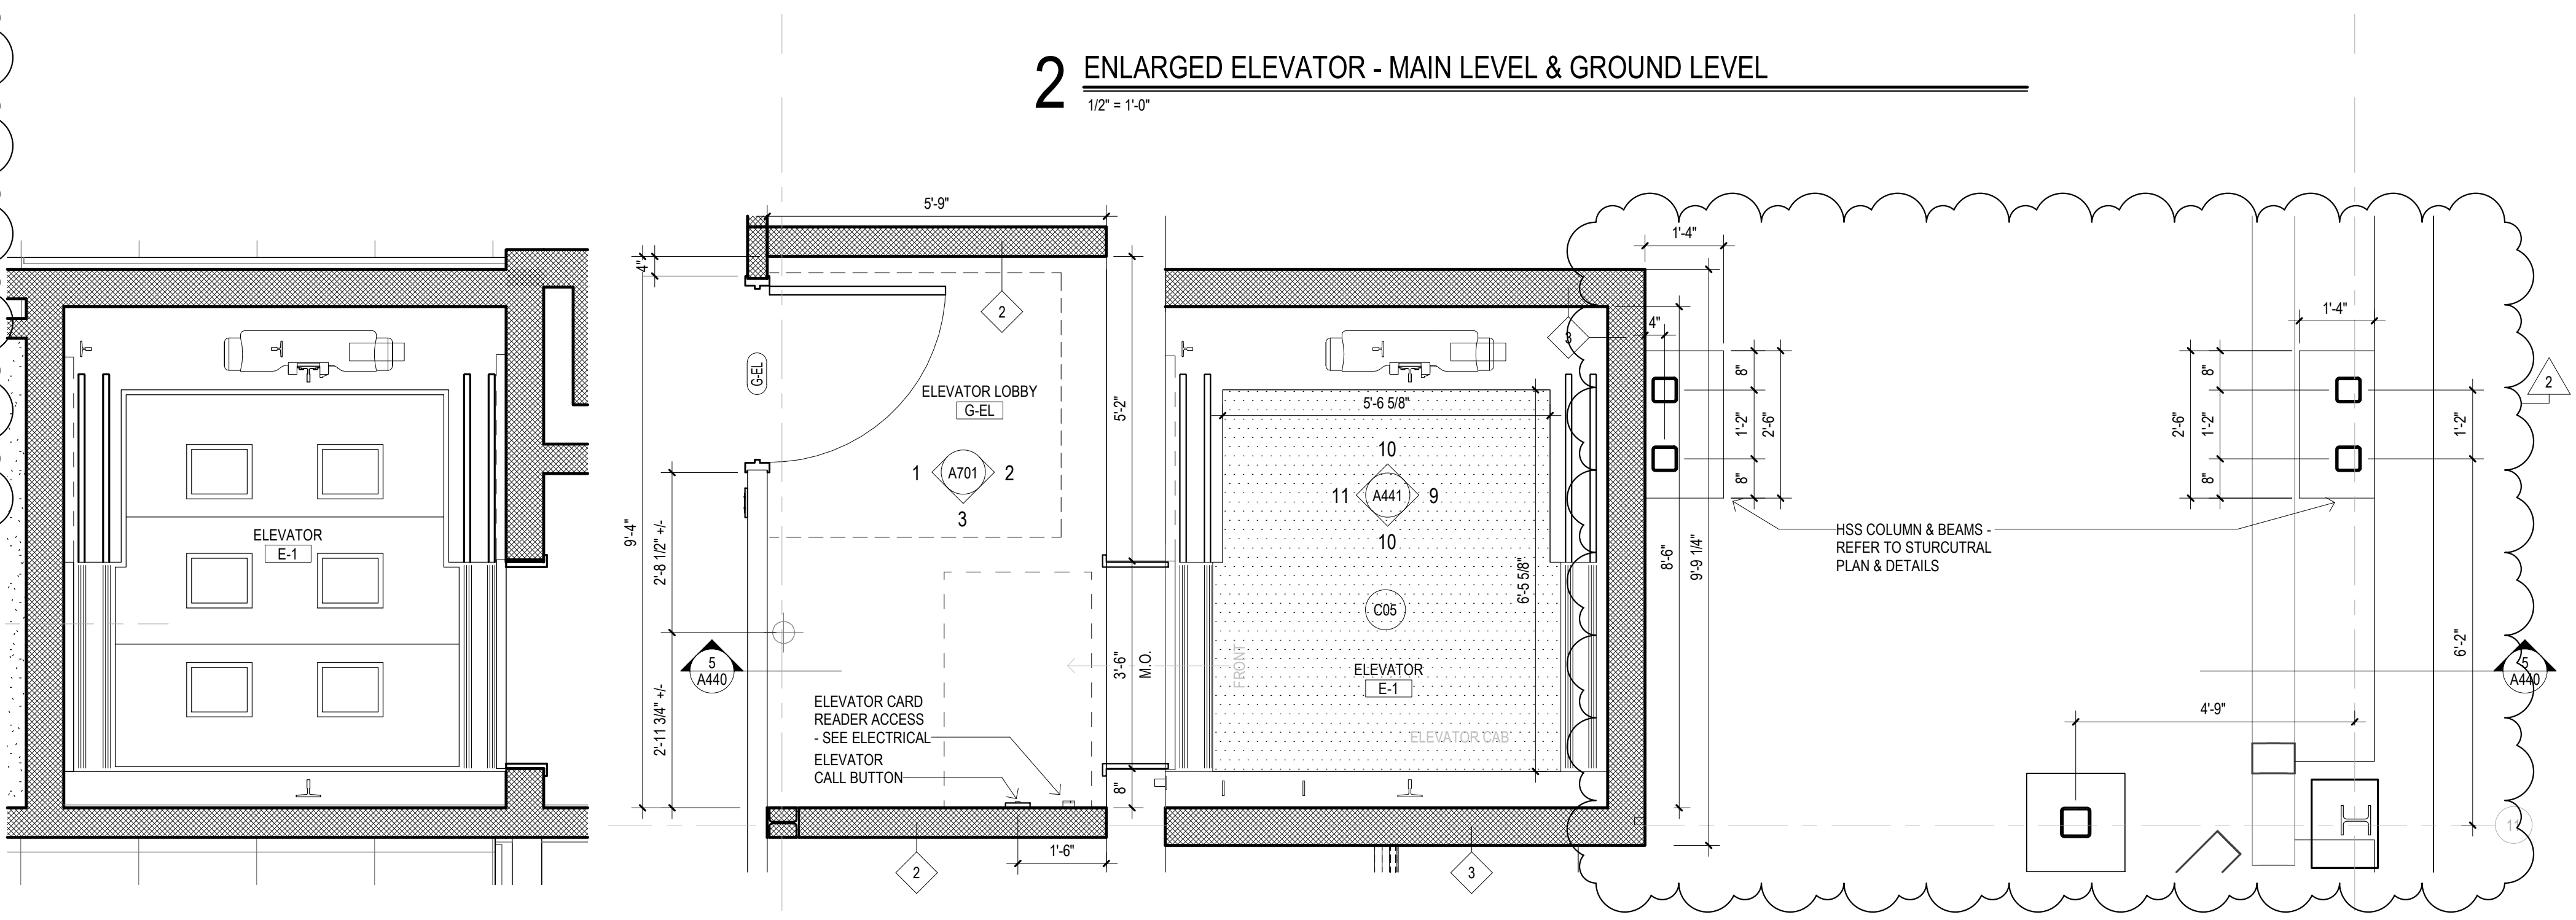 2
ENLARGED ELEVATOR - MAIN LEVEL & GROUND LEVEL
1/2" = 1'-0"
ELEVATOR
E-1
5'-9"
4"
9'-4"
2'-8 1/2" +/-
2'-11 3/4" +/-
G-EL
2
ELEVATOR LOBBY
G-EL
1
A701
2
3
5
A440
ELEVATOR CARD
READER ACCESS
- SEE ELECTRICAL
ELEVATOR
CALL BUTTON
5'-2"
3'-6"
M.O.
8"
1'-6"
2
5'-6 5/8"
10
11
A441
9
10
C05
6'-5 5/8"
FRONT
ELEVATOR
E-1
ELEVATOR CAB
3
3
1'-4"
4"
8"
1'-2"
2'-6"
8"
8'-6"
9'-9 1/4"
HSS COLUMN & BEAMS -
REFER TO STURCUTRAL
PLAN & DETAILS
1'-4"
2'-6"
8"
1'-2"
8"
1'-2"
6'-2"
4'-9"
2
5
A440
11